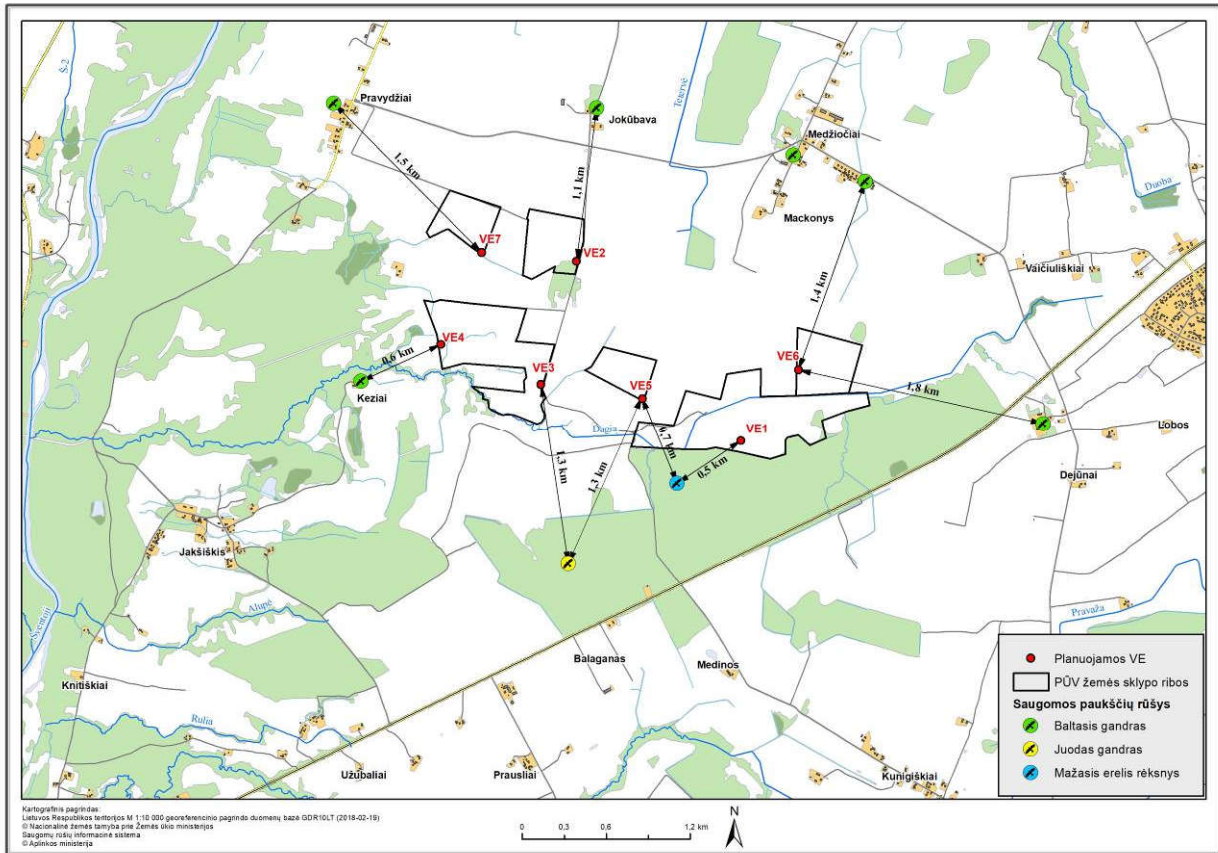 Š-2
Pravydžiai
Jokūbava
Tetervė
Medžiočiai
Duoba
Mackonys
1,5 km
1,1 km
VE7
VE2
1,4 km
Vaičiuliškiai
VE4
0,6 km
VE3
VE6
VE5
1,8 km
Keziai
Dagia
0,7 km
VE1
0,5 km
Lobos
1,3 km
1,3 km
Dejūnai
Jakšiškis
Šventoji
Alupė
Pravaža
Balaganas
Medinos
Knitiškiai
Rulia
Užubaliai
Prausliai
Kunigiškiai
Planuojamos VE
PŪV žemės sklypo ribos
Saugomos paukščių rūšys
Baltasis gandras
Juodas gandras
Mažasis erelis rėksnys
Kartografinis pagrindas:
Lietuvos Respublikos teritorijos M 1:10 000 georeferencinio pagrindo duomenų bazė GDR10LT (2018-02-19)
© Nacionalinė žemės tarnyba prie Žemės ūkio ministerijos
Saugomų rūšių informacinė sistema
© Aplinkos ministerija
0 0,3 0,6 1,2 km
N